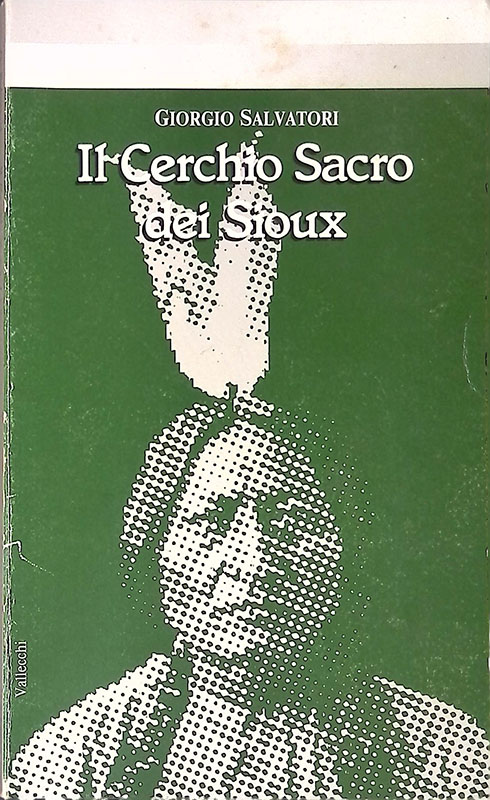 GIORGIO SALVATORI
Il Cerchio Sacro
dei Sioux
Vallecchi